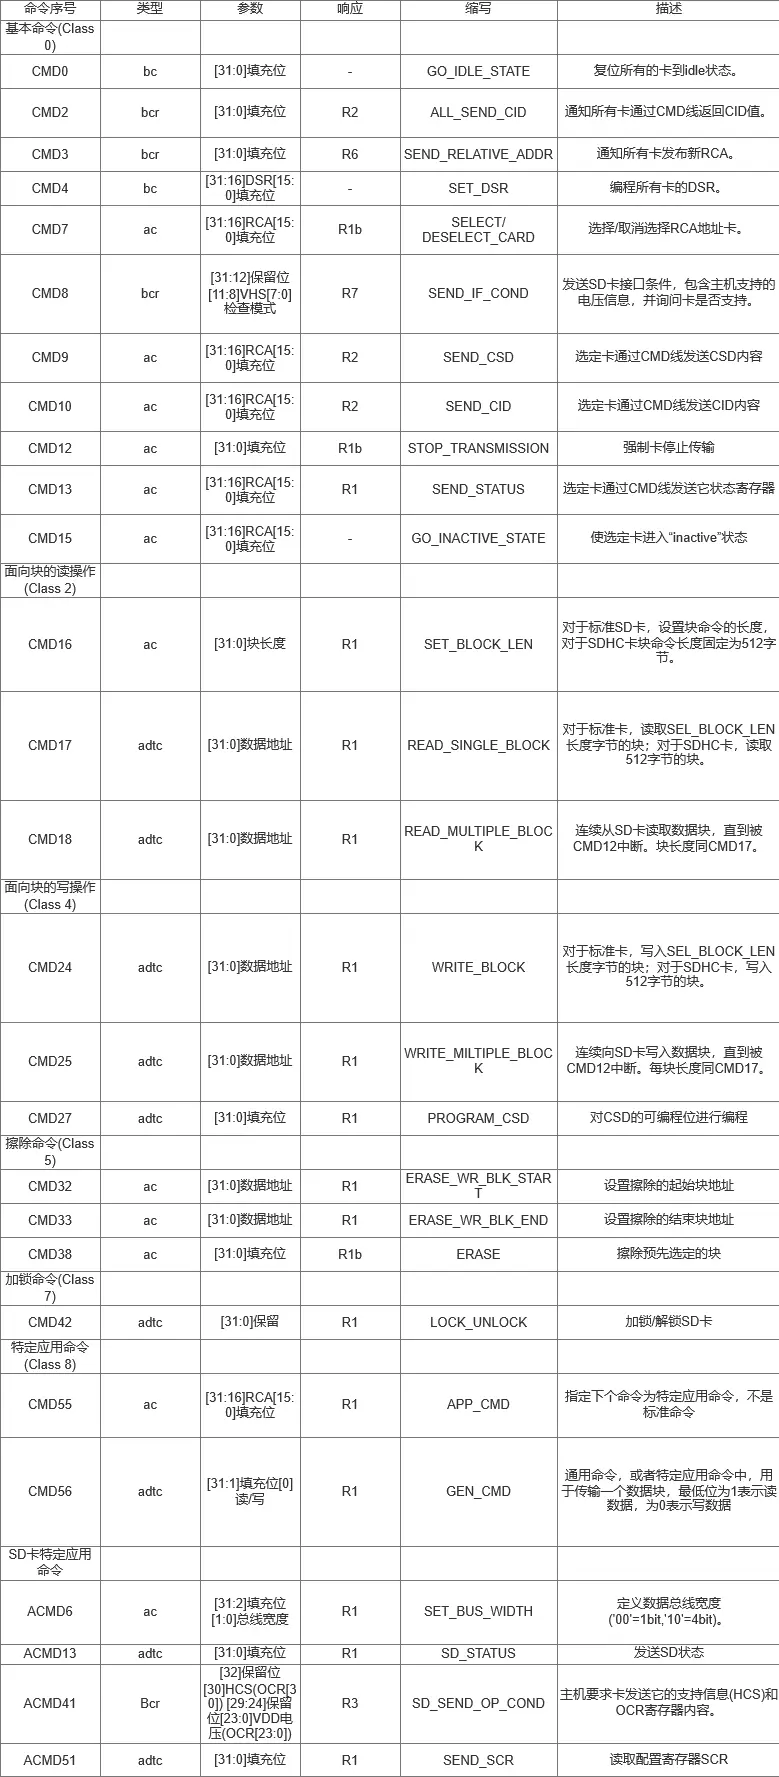 命令序号 类型 参数 响应 缩写 描述
基本命令(Class
0)
CMD0 bc [31:0]填充位 - GO_IDLE_STATE 复位所有的卡到idle状态。
CMD2 bcr [31:0]填充位 R2 ALL_SEND_CID 通知所有卡通过CMD线返回CID值。
CMD3 bcr [31:0]填充位 R6 SEND_RELATIVE_ADDR 通知所有卡发布新RCA。
CMD4 bc [31:16]DSR[15:
0]填充位 - SET_DSR 编程所有卡的DSR。
CMD7 ac [31:16]RCA[15:
0]填充位 R1b SELECT/
DESELECT_CARD 选择/取消选择RCA地址卡。
CMD8 bcr [31:12]保留位
[11:8]VHS[7:0]
检查模式 R7 SEND_IF_COND 发送SD卡接口条件，包含主机支持的
电压信息，并询问卡是否支持。
CMD9 ac [31:16]RCA[15:
0]填充位 R2 SEND_CSD 选定卡通过CMD线发送CSD内容
CMD10 ac [31:16]RCA[15:
0]填充位 R2 SEND_CID 选定卡通过CMD线发送CID内容
CMD12 ac [31:0]填充位 R1b STOP_TRANSMISSION 强制卡停止传输
CMD13 ac [31:16]RCA[15:
0]填充位 R1 SEND_STATUS 选定卡通过CMD线发送它状态寄存器
CMD15 ac [31:16]RCA[15:
0]填充位 - GO_INACTIVE_STATE 使选定卡进入“inactive”状态
面向块的读操作
(Class 2)
CMD16 ac [31:0]块长度 R1 SET_BLOCK_LEN 对于标准SD卡，设置块命令的长度，
对于SDHC卡块命令长度固定为512字
节。
CMD17 adtc [31:0]数据地址 R1 READ_SINGLE_BLOCK 对于标准卡，读取SEL_BLOCK_LEN
长度字节的块；对于SDHC卡，读取
512字节的块。
CMD18 adtc [31:0]数据地址 R1 READ_MULTIPLE_BLOC
K 连续从SD卡读取数据块，直到被
CMD12中断。块长度同CMD17。
面向块的写操作
(Class 4)
CMD24 adtc [31:0]数据地址 R1 WRITE_BLOCK 对于标准卡，写入SEL_BLOCK_LEN
长度字节的块；对于SDHC卡，写入
512字节的块。
CMD25 adtc [31:0]数据地址 R1 WRITE_MILTIPLE_BLOC
K 连续向SD卡写入数据块，直到被
CMD12中断。每块长度同CMD17。
CMD27 adtc [31:0]填充位 R1 PROGRAM_CSD 对CSD的可编程位进行编程
擦除命令(Class
5)
CMD32 ac [31:0]数据地址 R1 ERASE_WR_BLK_STAR
T 设置擦除的起始块地址
CMD33 ac [31:0]数据地址 R1 ERASE_WR_BLK_END 设置擦除的结束块地址
CMD38 ac [31:0]填充位 R1b ERASE 擦除预先选定的块
加锁命令(Class
7)
CMD42 adtc [31:0]保留 R1 LOCK_UNLOCK 加锁/解锁SD卡
特定应用命令
(Class 8)
CMD55 ac [31:16]RCA[15:
0]填充位 R1 APP_CMD 指定下个命令为特定应用命令，不是
标准命令
CMD56 adtc [31:1]填充位[0]
读/写 R1 GEN_CMD 通用命令，或者特定应用命令中，用
于传输一个数据块，最低位为1表示读
数据，为0表示写数据
SD卡特定应用
命令
ACMD6 ac [31:2]填充位
[1:0]总线宽度 R1 SET_BUS_WIDTH 定义数据总线宽度
('00'=1bit,'10'=4bit)。
ACMD13 adtc [31:0]填充位 R1 SD_STATUS 发送SD状态
ACMD41 Bcr [32]保留位
[30]HCS(OCR[3
0]) [29:24]保留
位[23:0]VDD电
压(OCR[23:0]) R3 SD_SEND_OP_COND 主机要求卡发送它的支持信息(HCS)和
OCR寄存器内容。
ACMD51 adtc [31:0]填充位 R1 SEND_SCR 读取配置寄存器SCR